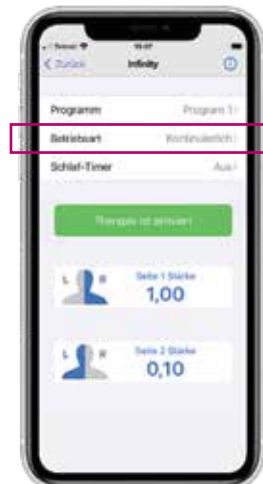 < Zurück Infinity
Programm Program 1 >
Betriebsart Kontinuierlich >
Schlaf-Timer Aus >
Therapie ist aktiviert
L R Seite 1 Stärke
1,00
L R Seite 2 Stärke
0,10